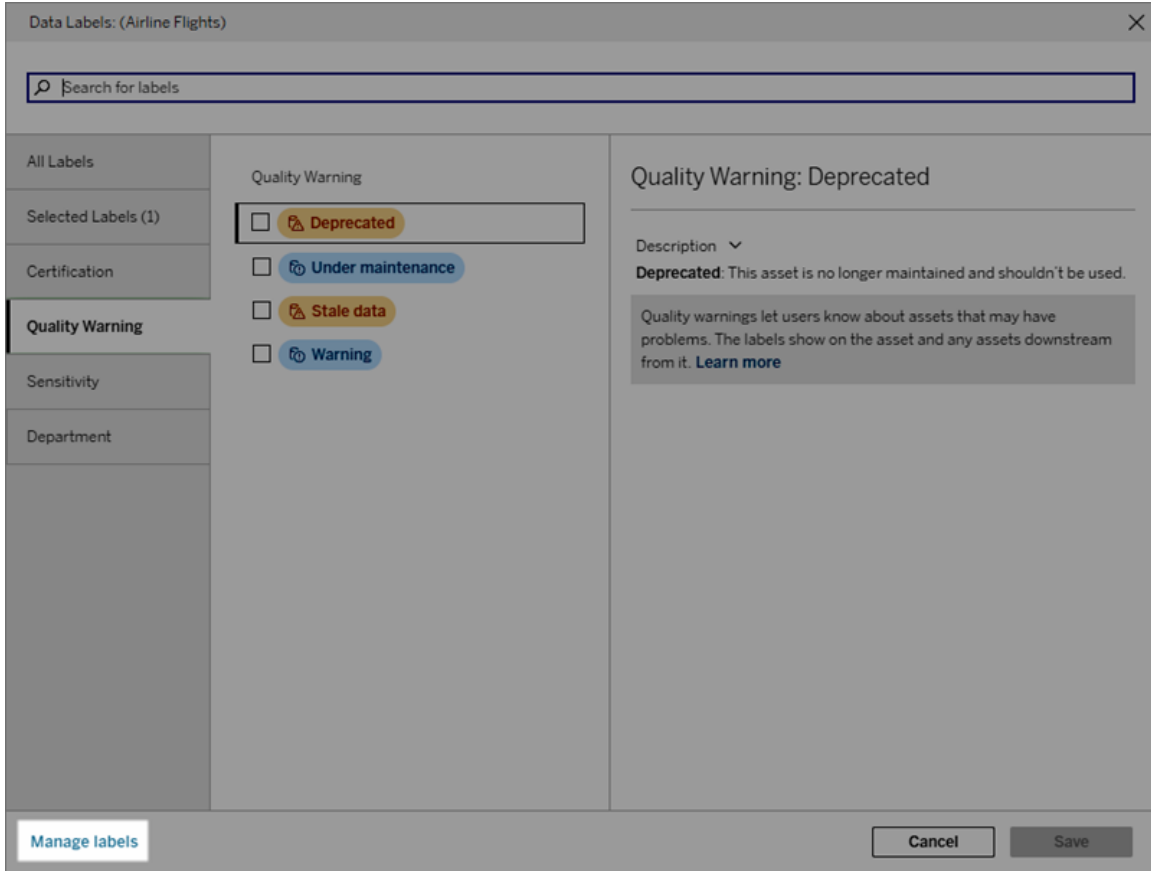 Data Labels: (Airline Flights)
Search for labels
All Labels
Selected Labels (1)
Certification
Quality Warning
Sensitivity
Department
Quality Warning
Deprecated
Under maintenance
Stale data
Warning
Quality Warning: Deprecated
Description
Deprecated: This asset is no longer maintained and shouldn't be used.
Quality warnings let users know about assets that may have
problems. The labels show on the asset and any assets downstream
from it. Learn more
Manage labels
Cancel
Save